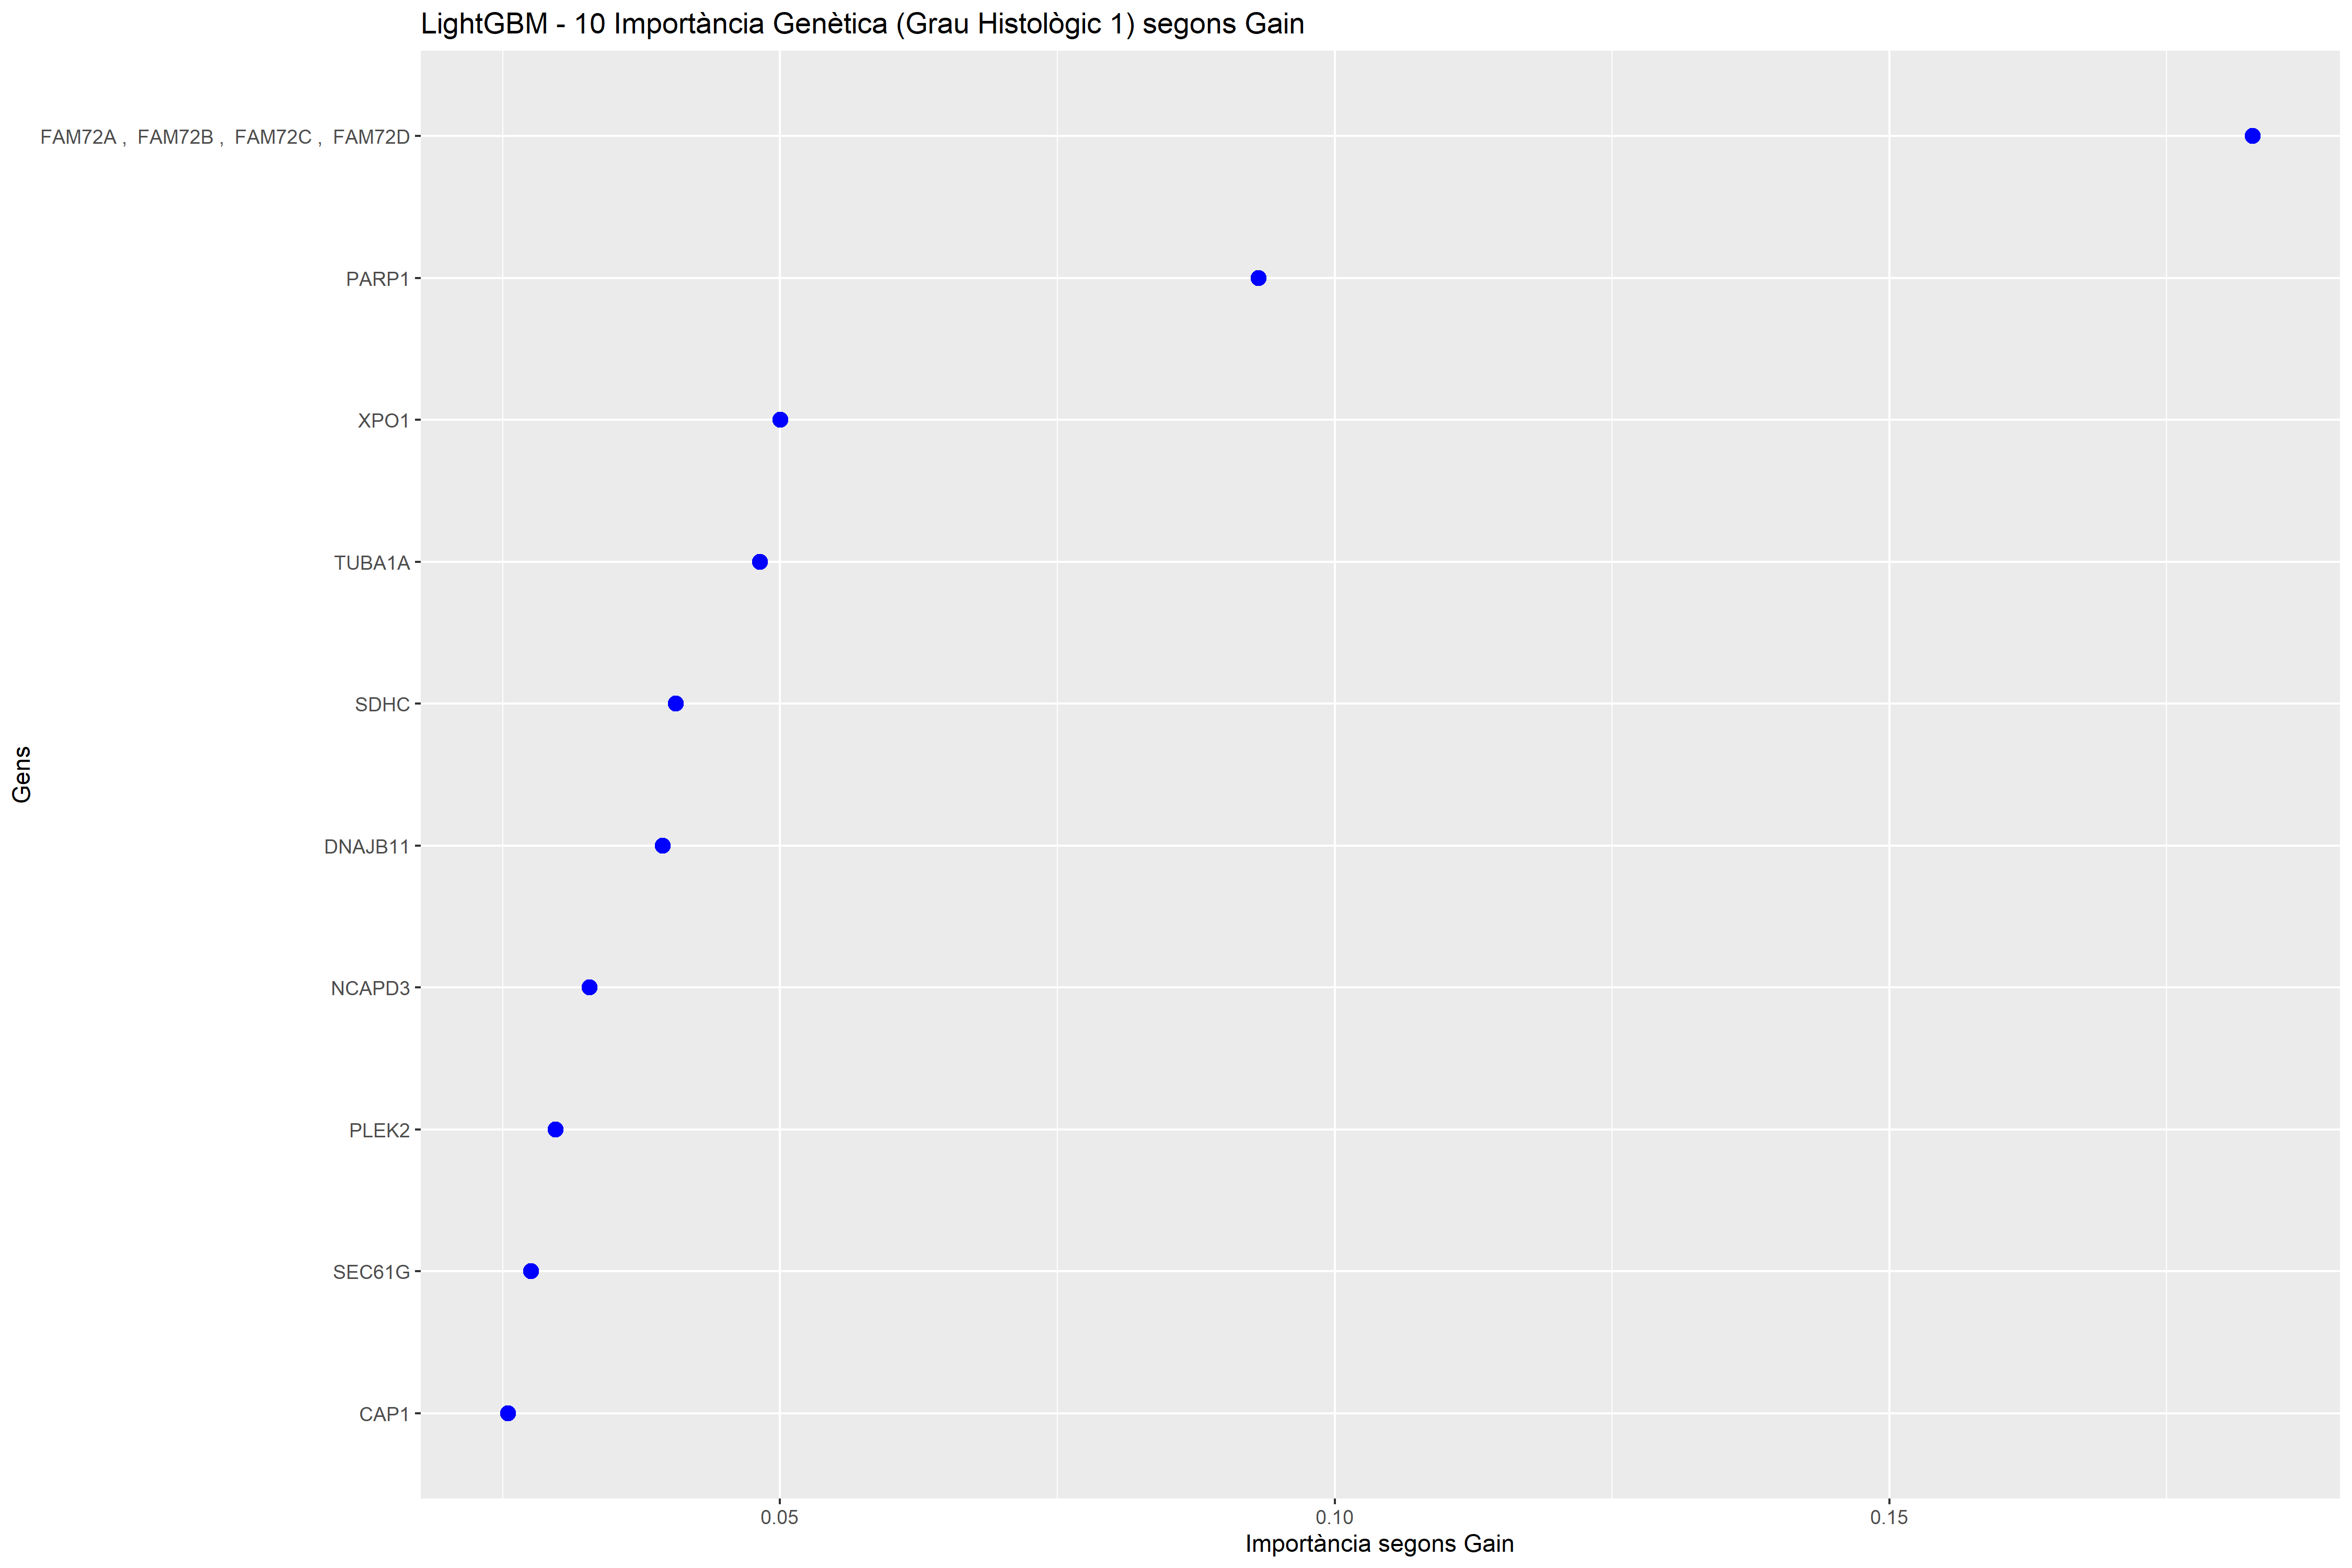 LightGBM - 10 Importància Genètica (Grau Histològic 1) segons Gain
FAM72A ,  FAM72B ,  FAM72C ,  FAM72D
PARP1
XPO1
TUBA1A
SDHC
Gens
DNAJB11
NCAPD3
PLEK2
SEC61G
CAP1
0.05 0.10 0.15
Importància segons Gain